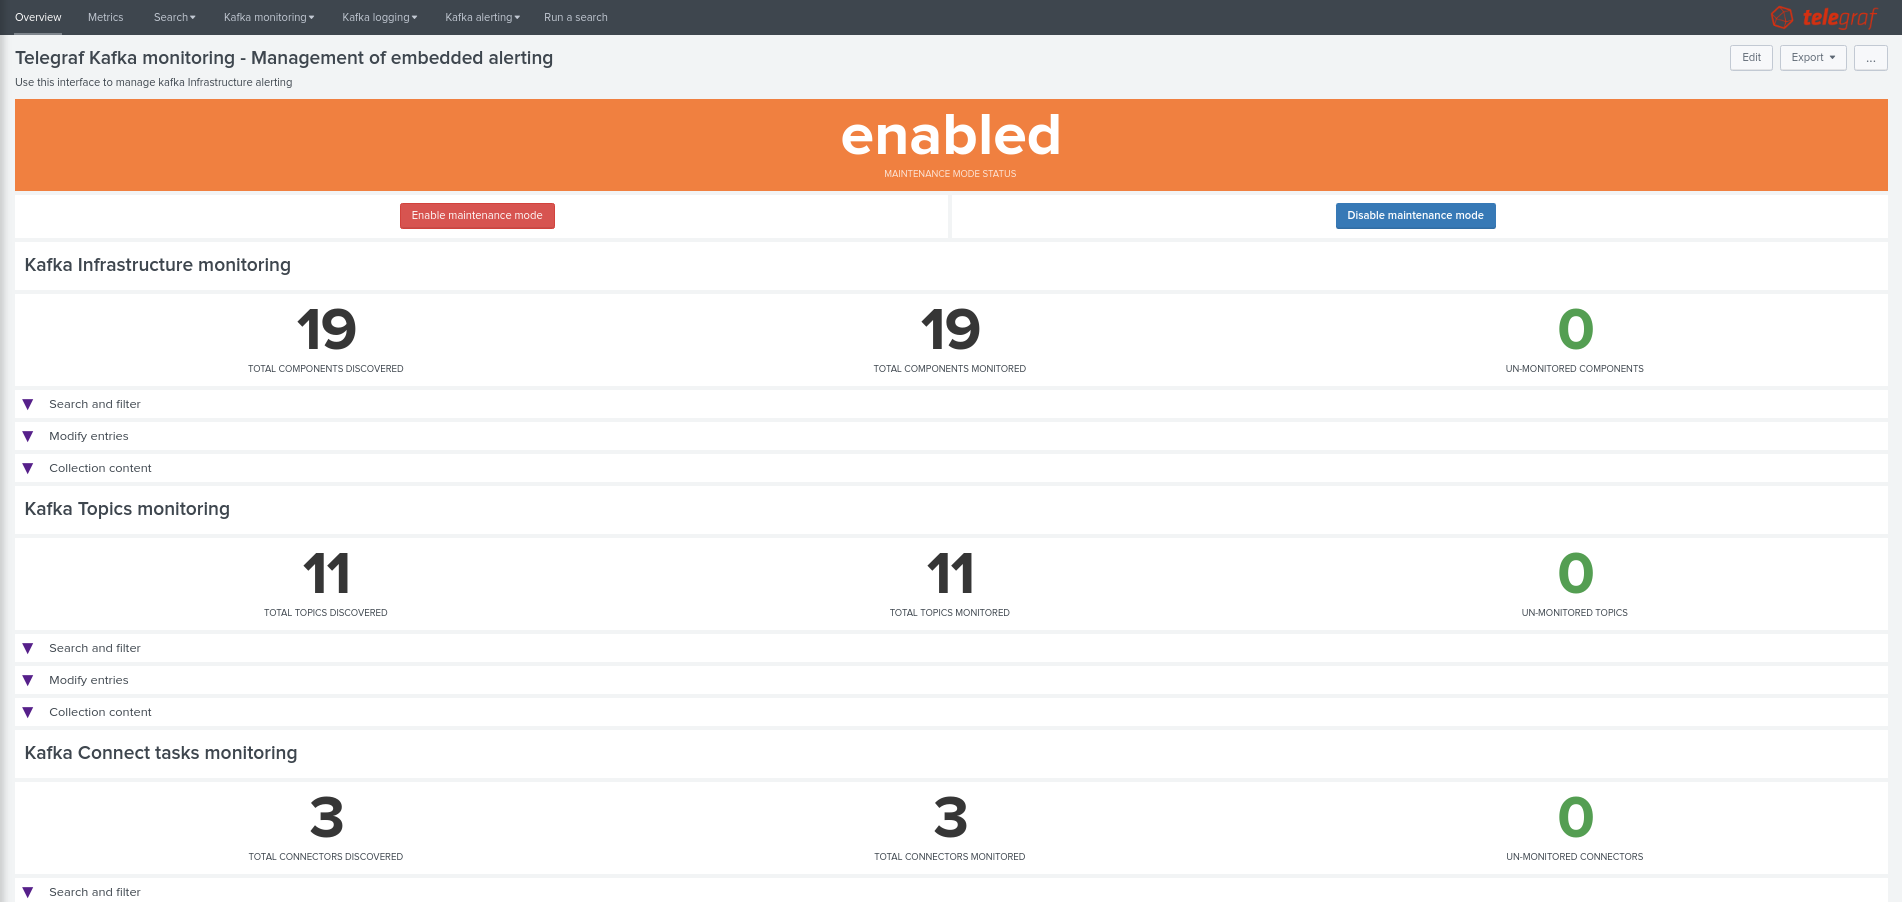 Overview Metrics Search Kafka monitoring Kafka logging Kafka alerting Run a search telegraf
Telegraf Kafka monitoring - Management of embedded alerting
Edit Export ...
Use this interface to manage kafka Infrastructure alerting
enabled
MAINTENANCE MODE STATUS
Enable maintenance mode Disable maintenance mode
Kafka Infrastructure monitoring
19 19 0
TOTAL COMPONENTS DISCOVERED TOTAL COMPONENTS MONITORED UN-MONITORED COMPONENTS
Search and filter
Modify entries
Collection content
Kafka Topics monitoring
11 11 0
TOTAL TOPICS DISCOVERED TOTAL TOPICS MONITORED UN-MONITORED TOPICS
Search and filter
Modify entries
Collection content
Kafka Connect tasks monitoring
3 3 0
TOTAL CONNECTORS DISCOVERED TOTAL CONNECTORS MONITORED UN-MONITORED CONNECTORS
Search and filter